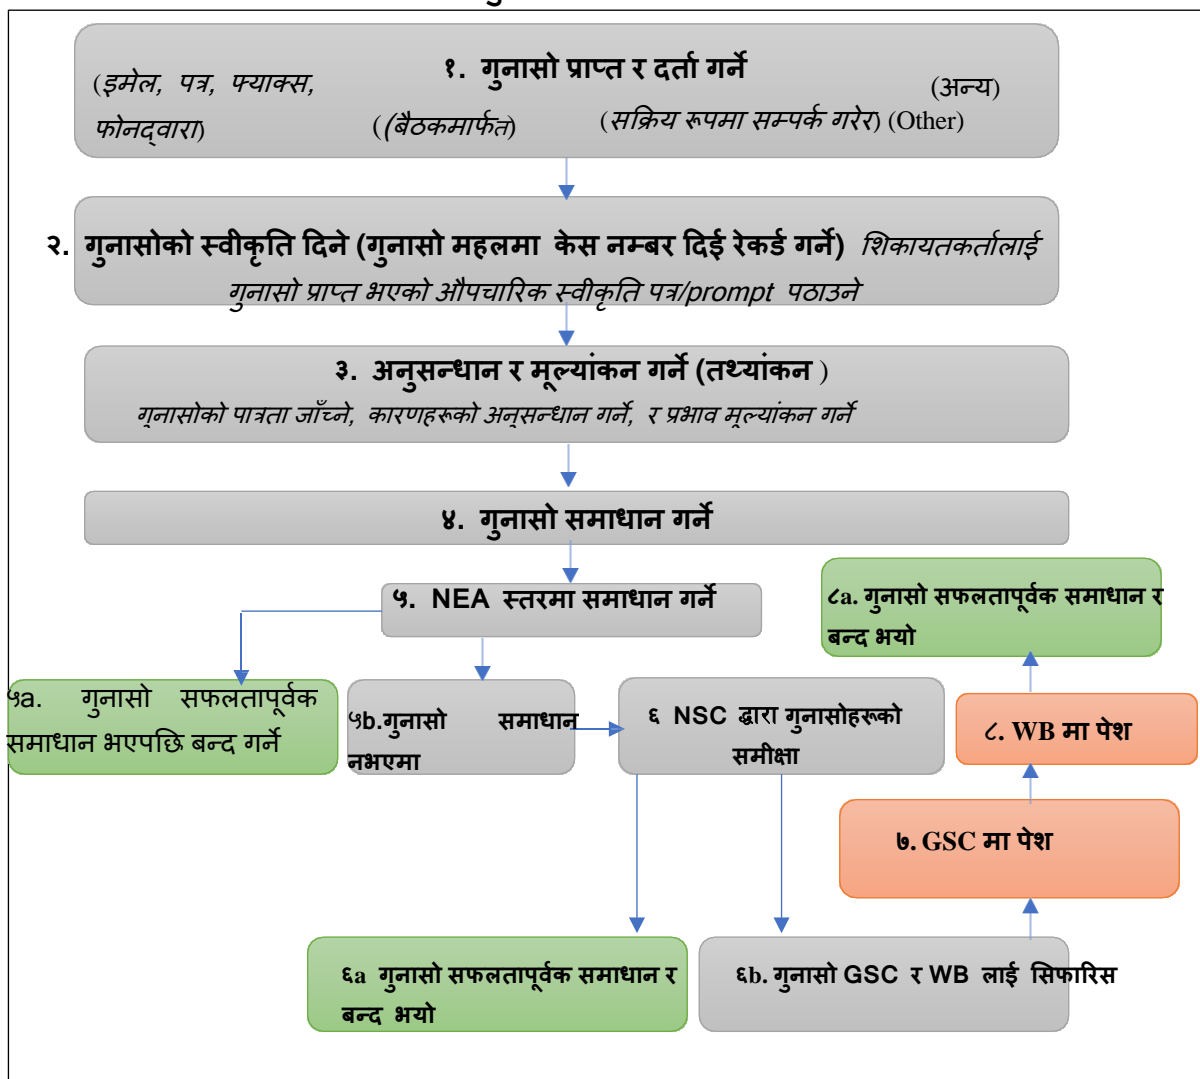 १. गुनासो प्राप्त र दर्ता गर्ने
(इमेल, पत्र, फ्याक्स,
फोनद्वारा)
((बैठकमार्फत)
(सक्रिय रूपमा सम्पर्क गरेर) (Other)
(अन्य)
२. गुनासोको स्वीकृति दिने (गुनासो महलमा केस नम्बर दिई रेकर्ड गर्ने) शिकायतकर्तालाई
गुनासो प्राप्त भएको औपचारिक स्वीकृति पत्र/prompt पठाउने
३. अनुसन्धान र मूल्यांकन गर्ने (तथ्यांकन )
गुनासोको पात्रता जाँच्ने, कारणहरूको अनुसन्धान गर्ने, र प्रभाव मूल्यांकन गर्ने
४. गुनासो समाधान गर्ने
५. NEA स्तरमा समाधान गर्ने
५a. गुनासो सफलतापूर्वक
समाधान भएपछि बन्द गर्ने
५b.गुनासो समाधान
नभएमा
६ NSC द्वारा गुनासोहरूको
समीक्षा
८a. गुनासो सफलतापूर्वक समाधान र
बन्द भयो
८. WB मा पेश
७. GSC मा पेश
६a गुनासो सफलतापूर्वक समाधान र
बन्द भयो
६b. गुनासो GSC र WB लाई सिफारिस